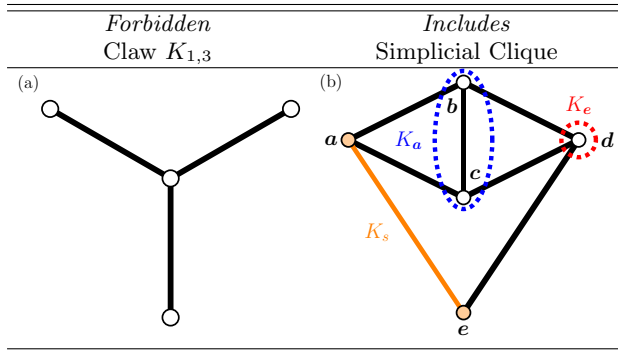 Forbidden Includes
Claw K1,3 Simplicial Clique
(a) (b)
b Ke
a Ka d
c
Ks
e